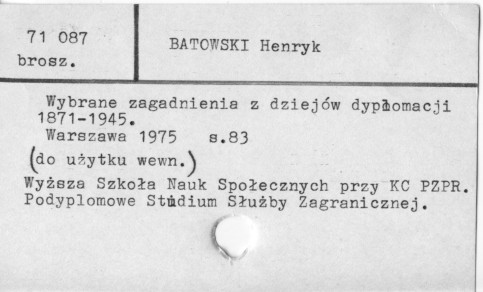 71 087
brosz.
BATOWSKI Henryk
Wybrane zagadnienia z dziejów dyplomacji
1871-1945.
Warszawa 1975 s.83
(do użytku wewn.)
Wyższa Szkoła Nauk Społecznych przy KC PZPR.
Podyplomowe Studium Służby Zagranicznej.